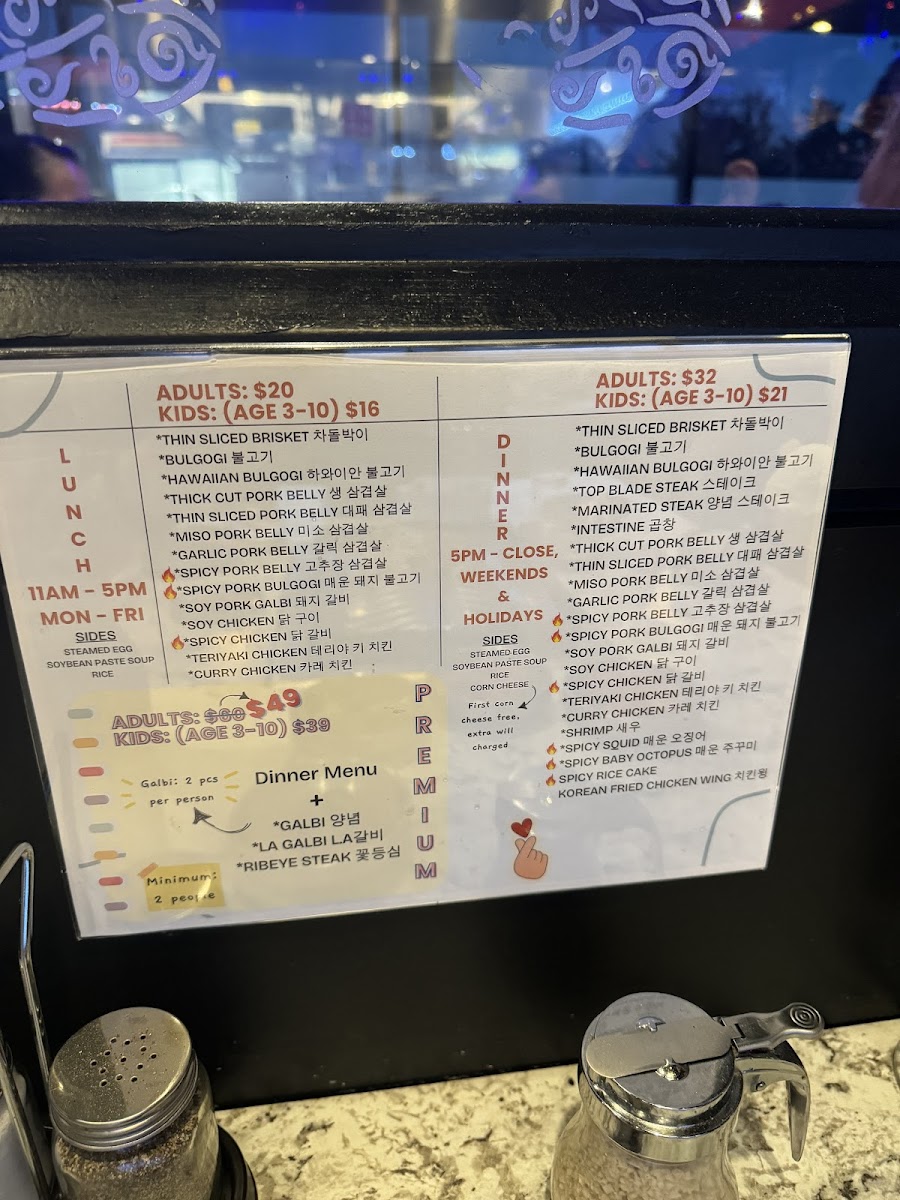 ADULTS: $20
KIDS: (AGE 3-10) $16
LUNCH
11AM - 5PM
MON - FRI
SIDES
STEAMED EGG
SOYBEAN PASTE SOUP
RICE
*THIN SLICED BRISKET 차돌박이
*BULGOGI 불고기
*HAWAIIAN BULGOGI 하와이안 불고기
*THICK CUT PORK BELLY 생 삼겹살
*THIN SLICED PORK BELLY 대패 삼겹살
*MISO PORK BELLY 미소 삼겹살
*GARLIC PORK BELLY 갈릭 삼겹살
*SPICY PORK BELLY 고추장 삼겹살
*SPICY PORK BULGOGI 매운 돼지 불고기
*SOY PORK GALBI 돼지 갈비
*SOY CHICKEN 닭 구이
*SPICY CHICKEN 닭 갈비
*TERIYAKI CHICKEN 테리야 키 치킨
*CURRY CHICKEN 카레 치킨
ADULTS: $60 $49
KIDS: (AGE 3-10) $39
PREMIUM
Galbi: 2 pcs
per person
Dinner Menu
+
*GALBI 양념
*LA GALBI LA갈비
*RIBEYE STEAK 꽃등심
Minimum:
2 people
ADULTS: $32
KIDS: (AGE 3-10) $21
DINNER
5PM - CLOSE,
WEEKENDS
&
HOLIDAYS
SIDES
STEAMED EGG
SOYBEAN PASTE SOUP
RICE
CORN CHEESE
First corn
cheese free,
extra will
charged
*THIN SLICED BRISKET 차돌박이
*BULGOGI 불고기
*HAWAIIAN BULGOGI 하와이안 불고기
*TOP BLADE STEAK 스테이크
*MARINATED STEAK 양념 스테이크
*INTESTINE 곱창
*THICK CUT PORK BELLY 생 삼겹살
*THIN SLICED PORK BELLY 대패 삼겹살
*MISO PORK BELLY 미소 삼겹살
*GARLIC PORK BELLY 갈릭 삼겹살
*SPICY PORK BELLY 고추장 삼겹살
*SPICY PORK BULGOGI 매운 돼지 불고기
*SOY PORK GALBI 돼지 갈비
*SOY CHICKEN 닭 구이
*SPICY CHICKEN 닭 갈비
*TERIYAKI CHICKEN 테리야 키 치킨
*CURRY CHICKEN 카레 치킨
*SHRIMP 새우
*SPICY SQUID 매운 오징어
*SPICY BABY OCTOPUS 매운 주꾸미
SPICY RICE CAKE
KOREAN FRIED CHICKEN WING 치킨윙